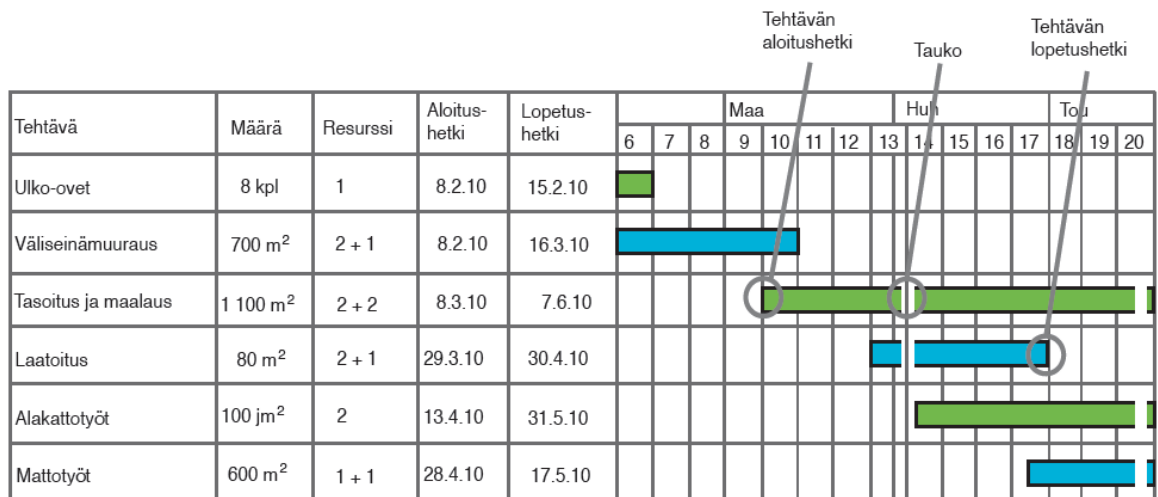 Tehtävän
aloitushetki
Tauko
Tehtävän
lopetushetki
Tehtävä Määrä Resurssi Aloitus-
hetki Lopetus-
hetki Maa Huh Tou
6 7 8 9 10 11 12 13 14 15 16 17 18 19 20
Ulko-ovet 8 kpl 1 8.2.10 15.2.10
Väliseinämuuraus 700 m² 2 + 1 8.2.10 16.3.10
Tasoitus ja maalaus 1 100 m² 2 + 2 8.3.10 7.6.10
Laatoitus 80 m² 2 + 1 29.3.10 30.4.10
Alakattotyöt 100 jm² 2 13.4.10 31.5.10
Mattotyöt 600 m² 1 + 1 28.4.10 17.5.10